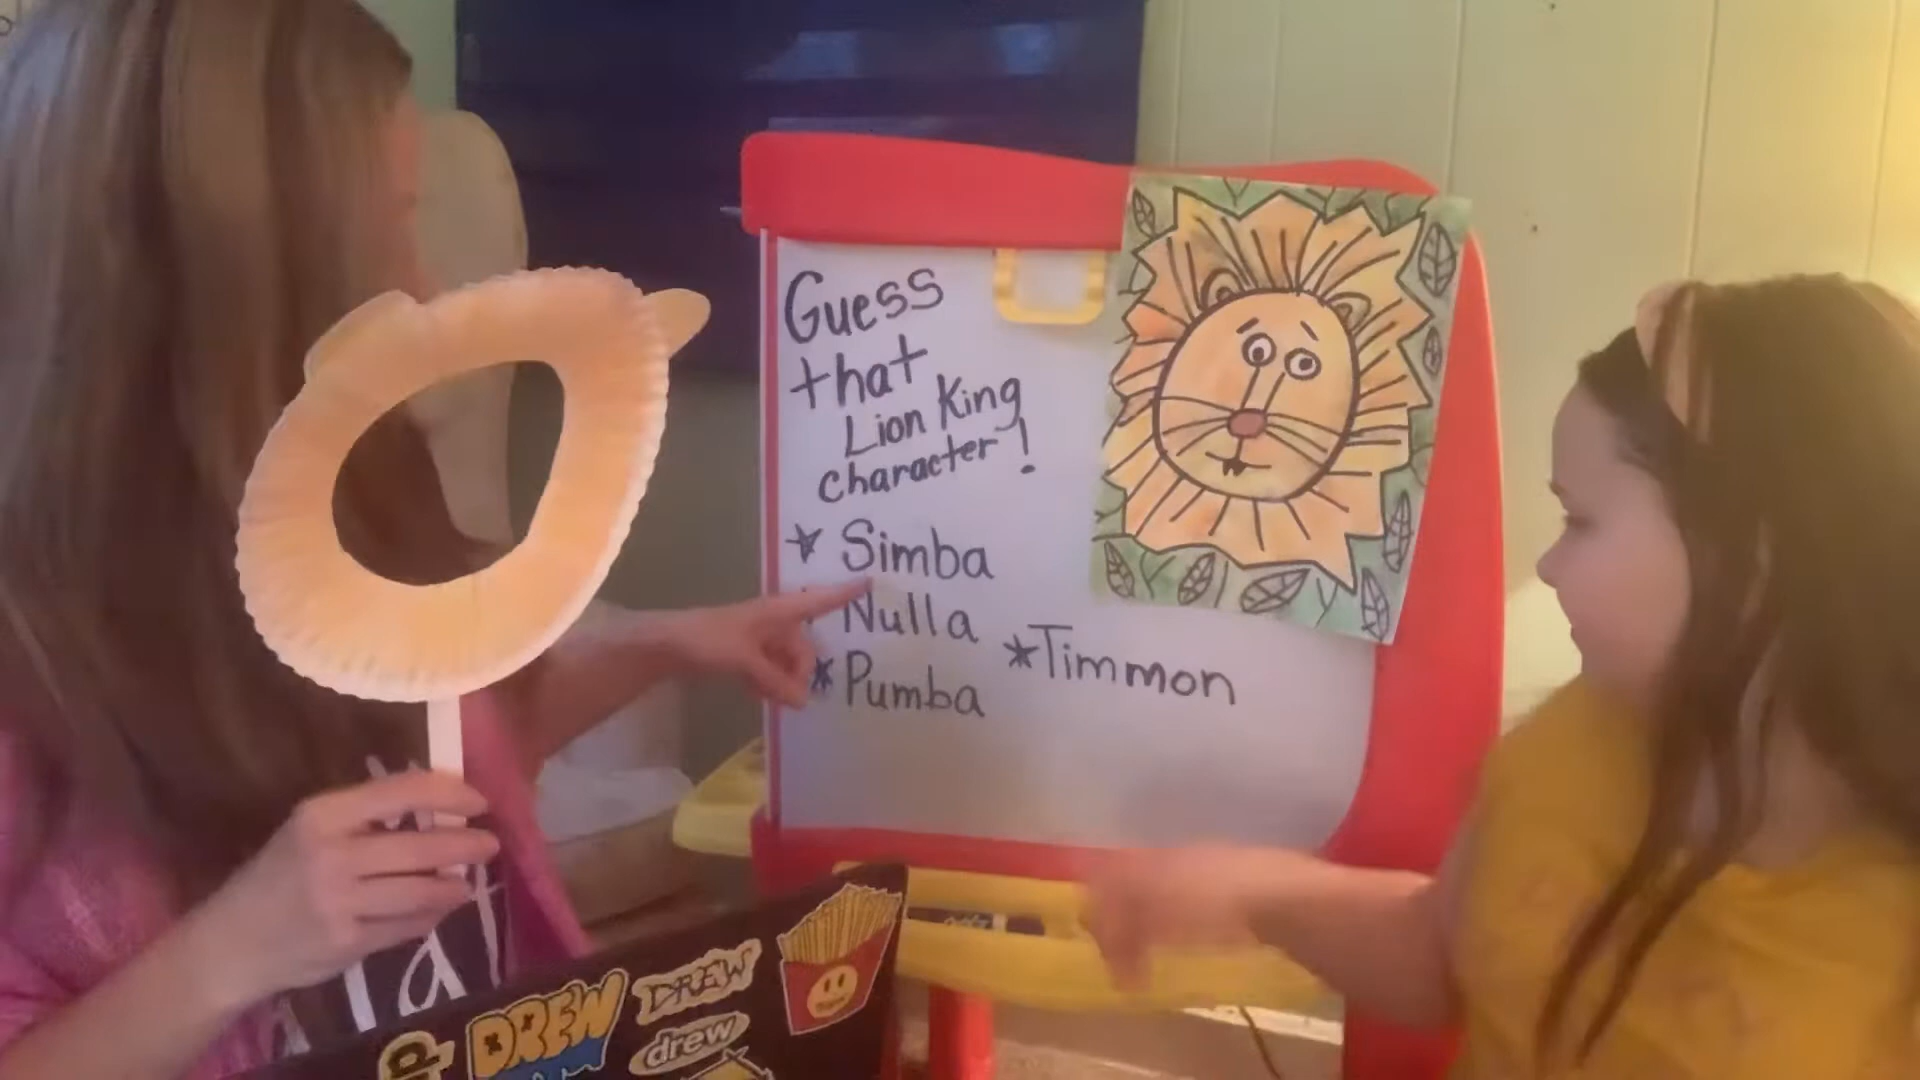 Guess
that
Lion King
character!
* Simba
* Nulla
* Timmon
* Pumba
DREW
DREW
drew